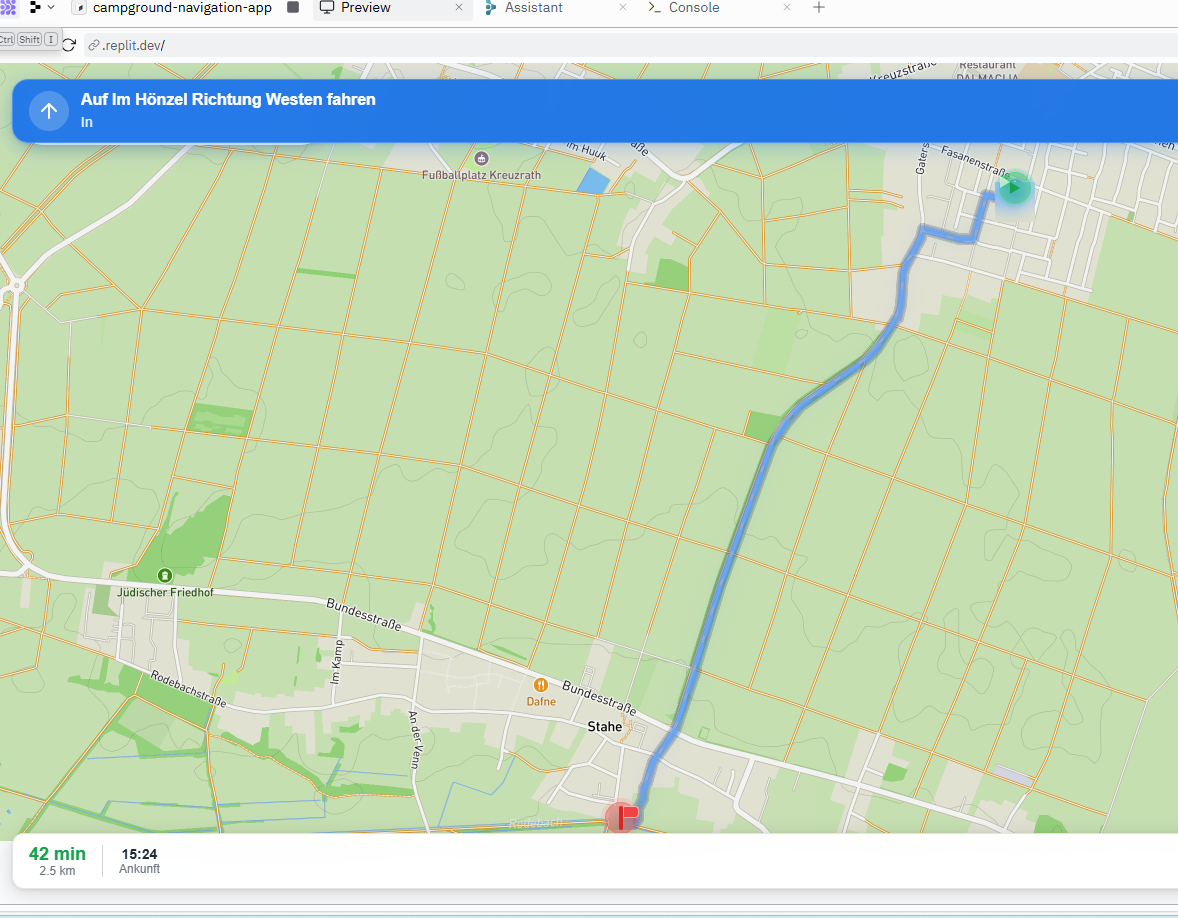 campground-navigation-app
Preview
Assistant
Console
Ctrl Shift I
.replit.dev/
Kreuzstraße
Restaurant
DALMACIJA
Auf Im Hönzel Richtung Westen fahren
In
Im Huuk
Fußballplatz Kreuzrath
Gaters
Fasanenstraße
Jüdischer Friedhof
Bundesstraße
Im Kamp
Rodebachstraße
An der Venn
Dafne
Bundesstraße
Stahe
Rodebach
42 min
2.5 km
15:24
Ankunft